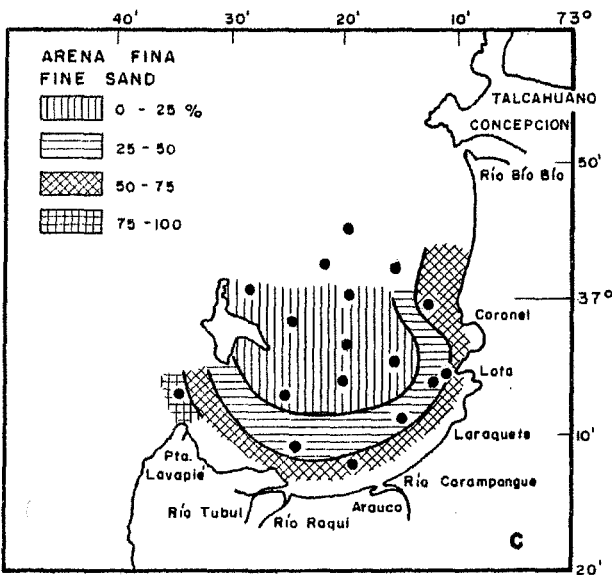 40' 30' 20' 10' 73°
ARENA FINA
FINE SAND
0 - 25 %
25 - 50
50 - 75
75 - 100
TALCAHUANO
CONCEPCION
Río Bío Bío
50'
37°
Coronel
Lota
Laraquete
10'
Pta.
Lavapié
Río Carampangue
Arauco
Río Tubul
Río Raqui
C
20'